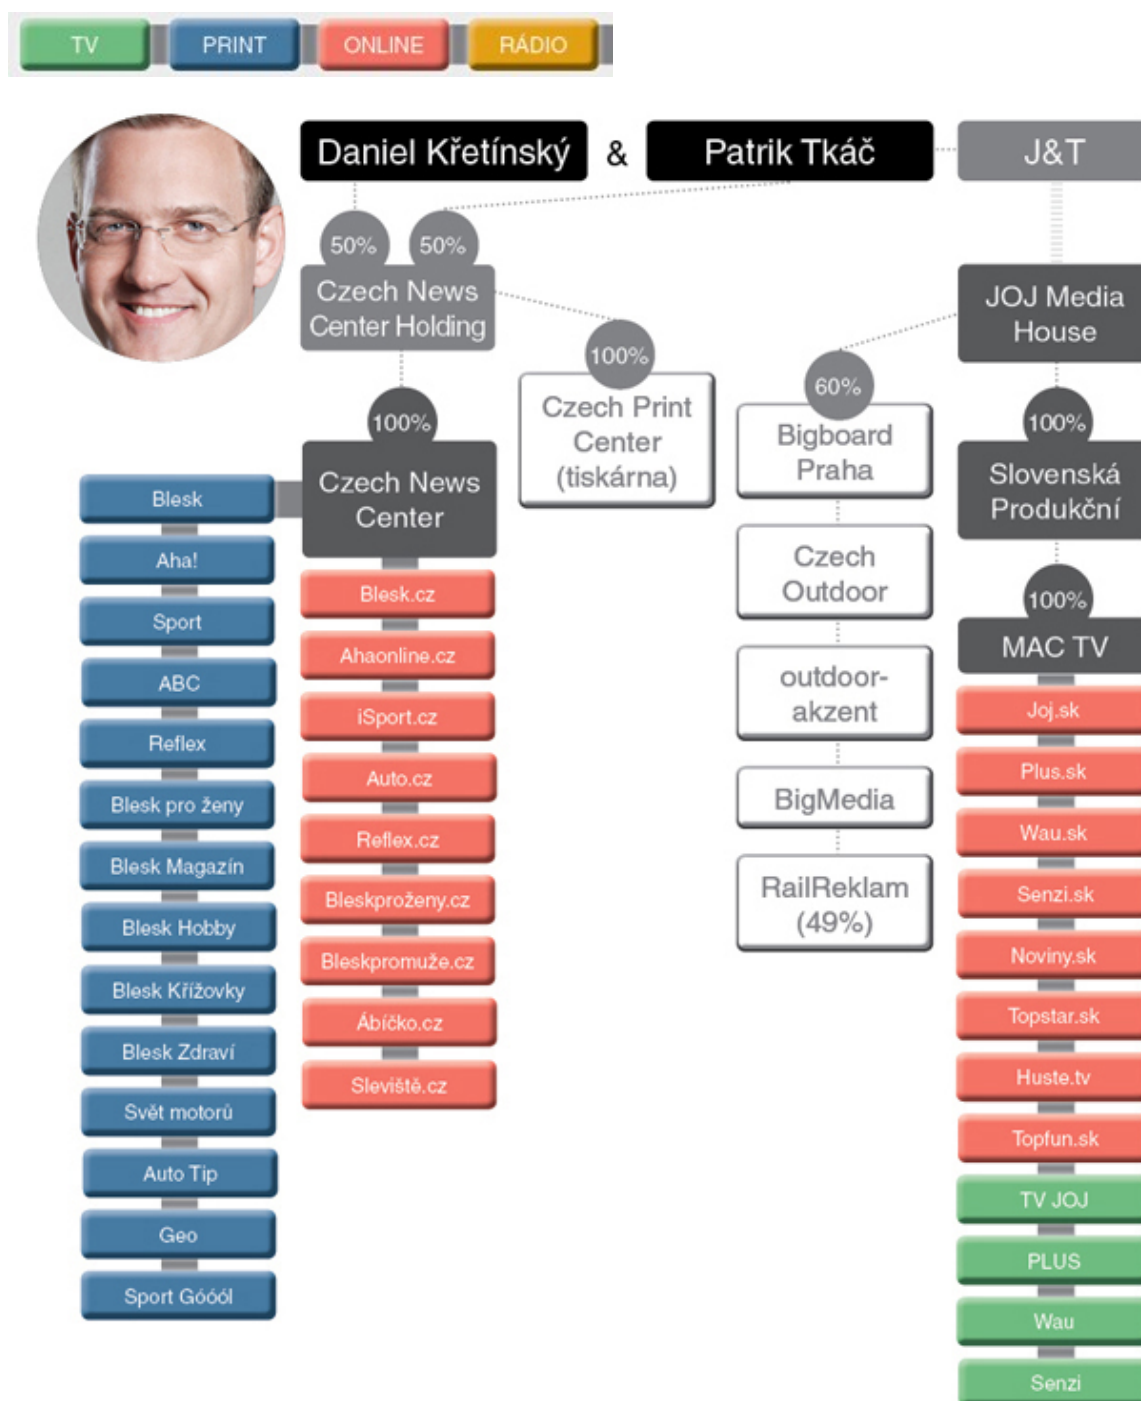 TV
PRINT
ONLINE
RÁDIO
Daniel Křetínský
&
Patrik Tkáč
J&T
50%
50%
Czech News
Center Holding
JOJ Media
House
100%
Czech Print
Center
(tiskárna)
60%
Bigboard
Praha
Czech
Outdoor
outdoor-
akzent
BigMedia
RailReklam
(49%)
100%
Czech News
Center
Blesk
Aha!
Sport
ABC
Reflex
Blesk pro ženy
Blesk Magazín
Blesk Hobby
Blesk Křížovky
Blesk Zdraví
Svět motorů
Auto Tip
Geo
Sport Góóól
Blesk.cz
Ahaonline.cz
iSport.cz
Auto.cz
Reflex.cz
Bleskproženy.cz
Bleskpromuže.cz
Ábíčko.cz
Sleviště.cz
100%
Slovenská
Produkční
100%
MAC TV
Joj.sk
Plus.sk
Wau.sk
Senzi.sk
Noviny.sk
Topstar.sk
Huste.tv
Topfun.sk
TV JOJ
PLUS
Wau
Senzi